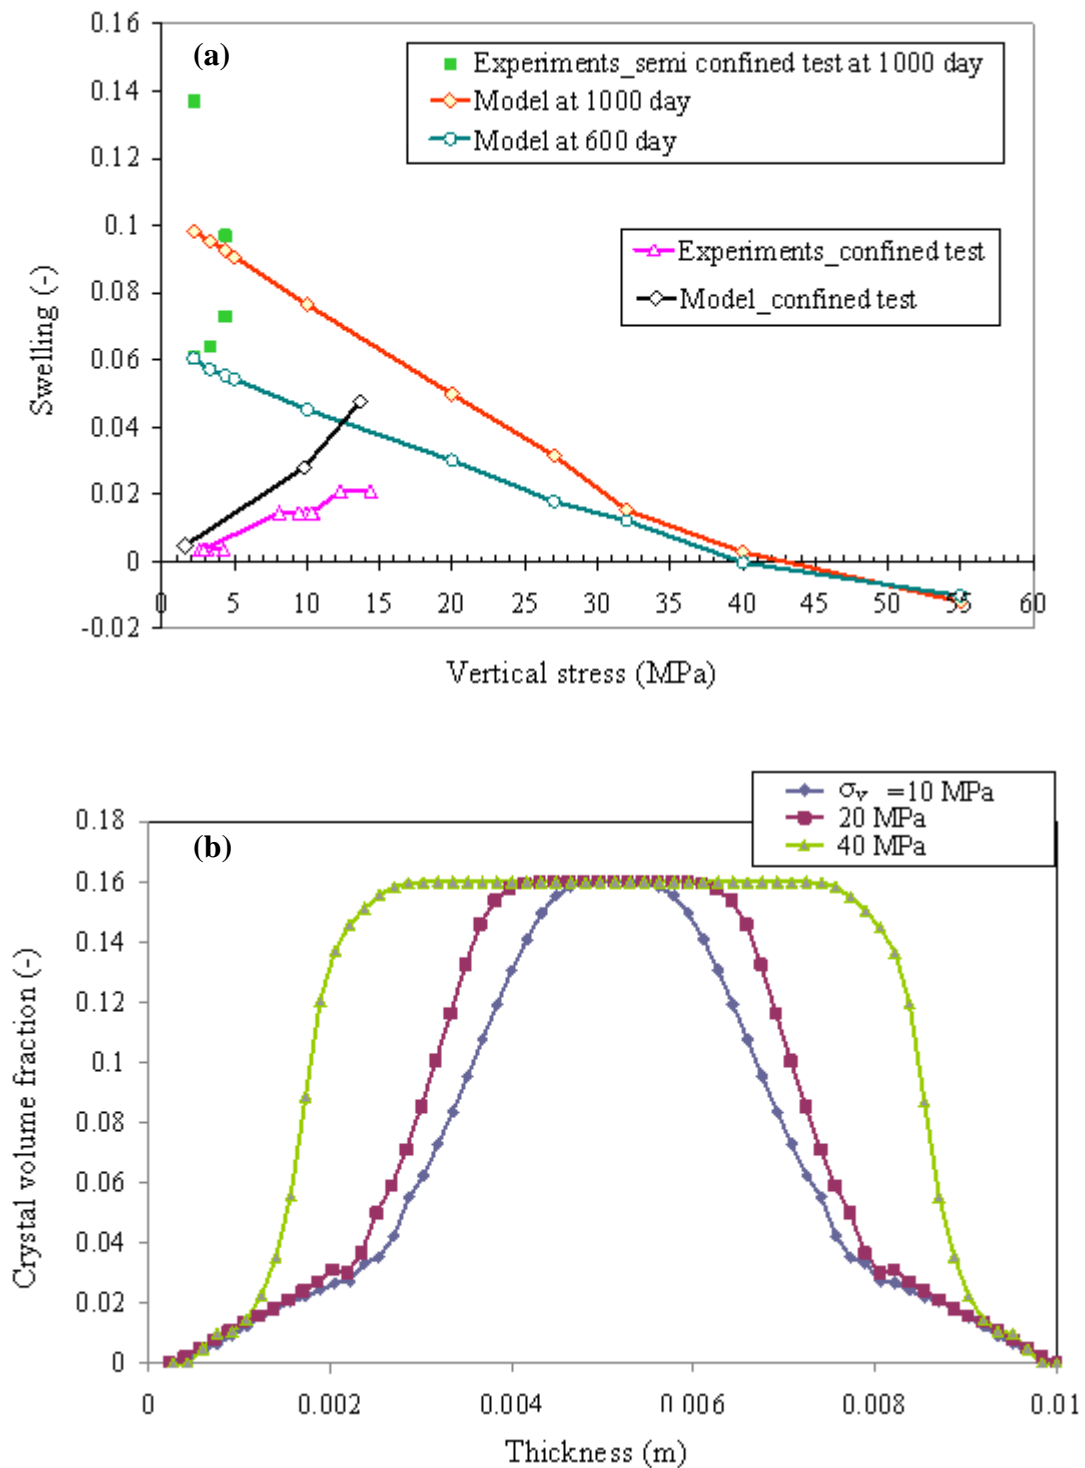 0.16
(a)
Experiments_semi confined test at 1000 day
0.14
Model at 1000 day
0.12
Model at 600 day
0.1
Experiments_confined test
0.08
Model_confined test
0.06
0.04
0.02
0
0 5 10 15 20 25 30 35 40 45 50 55 60
-0.02
Swelling (-)
Vertical stress (MPa)
σv =10 MPa
20 MPa
40 MPa
0.18
(b)
0.16
0.14
0.12
0.1
0.08
0.06
0.04
0.02
0
0 0.002 0.004 0.006 0.008 0.01
Crystal volume fraction (-)
Thickness (m)